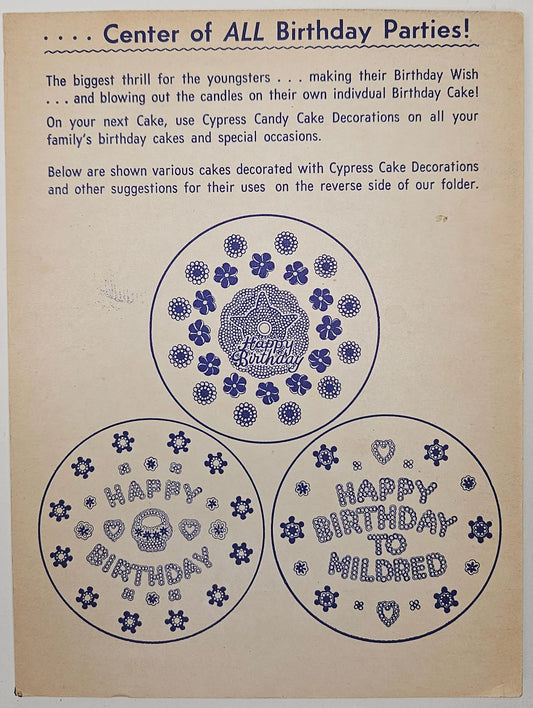 .... Center of ALL Birthday Parties!
The biggest thrill for the youngsters . . . making their Birthday Wish
. . . and blowing out the candles on their own indivdual Birthday Cake!
On your next Cake, use Cypress Candy Cake Decorations on all your
family's birthday cakes and special occasions.
Below are shown various cakes decorated with Cypress Cake Decorations
and other suggestions for their uses on the reverse side of our folder.
Happy
Birthday
HAPPY
BIRTHDAY
HAPPY
BIRTHDAY
TO
MILDRED